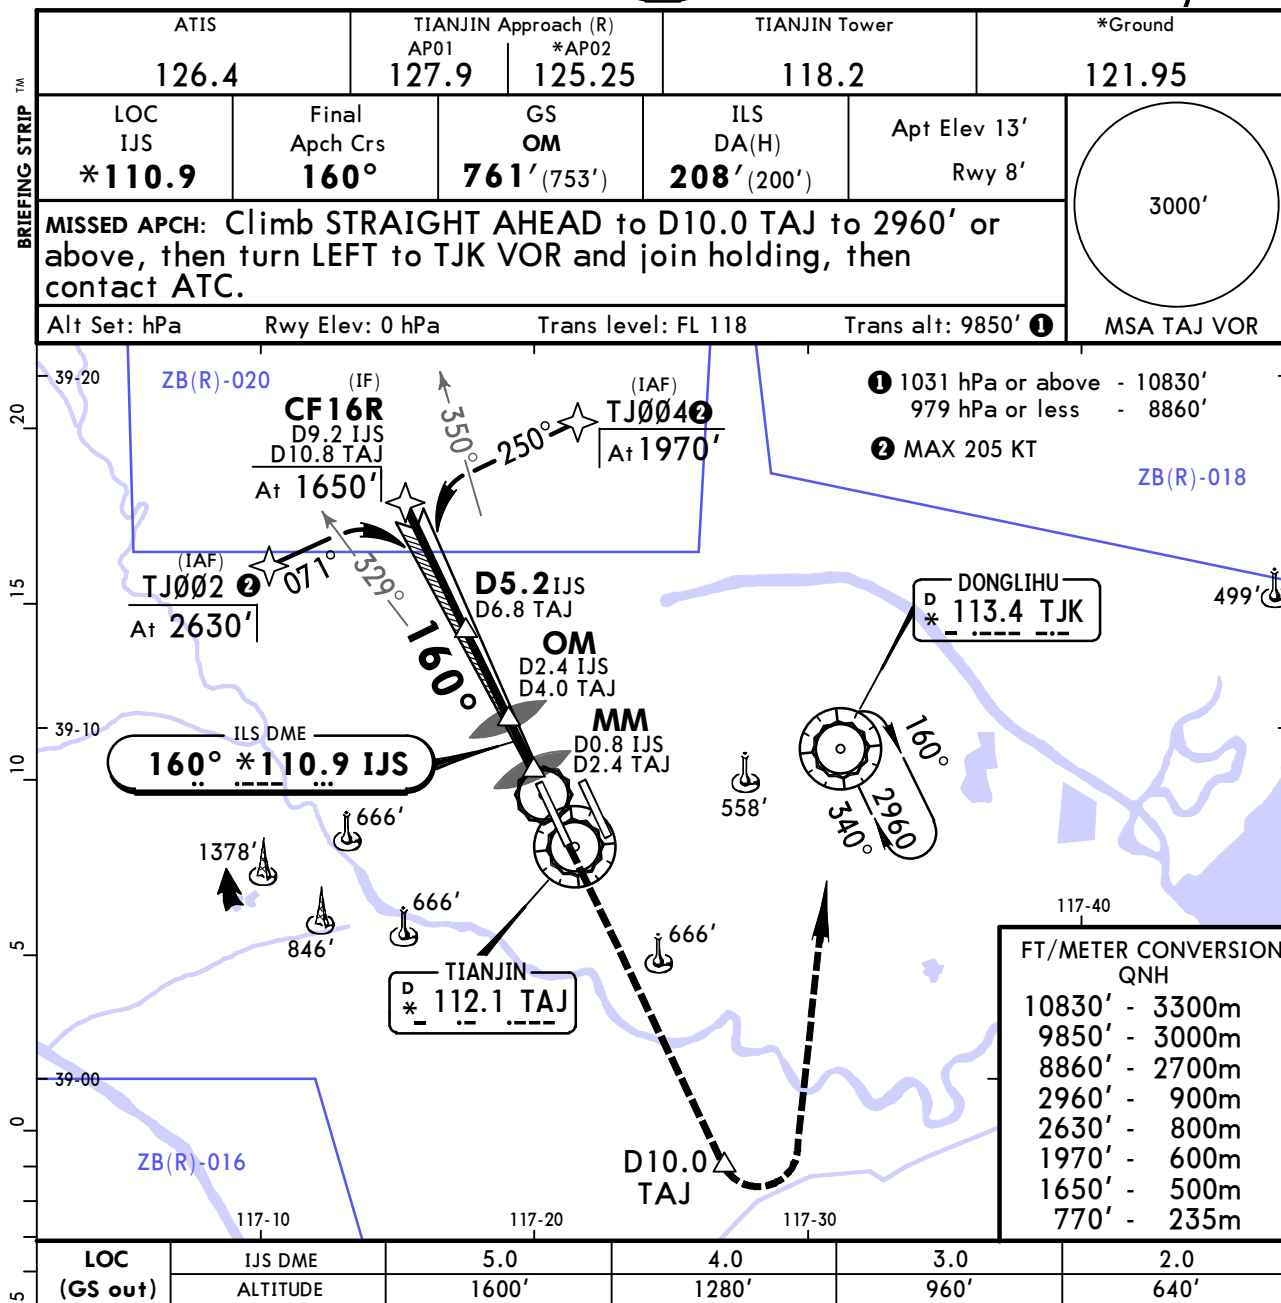 ATIS
126.4
TIANJIN Approach (R)
AP01
127.9
*AP02
125.25
TIANJIN Tower
118.2
*Ground
121.95
BRIEFING STRIP TM
LOC
IJS
*110.9
Final
Apch Crs
160°
GS
OM
761'(753')
ILS
DA(H)
208'(200')
Apt Elev 13'
Rwy 8'
3000'
MSA TAJ VOR
MISSED APCH: Climb STRAIGHT AHEAD to D10.0 TAJ to 2960' or
above, then turn LEFT to TJK VOR and join holding, then
contact ATC.
Alt Set: hPa Rwy Elev: 0 hPa Trans level: FL 118 Trans alt: 9850' ❶
39-20
ZB(R)-020
(IF)
CF16R
D9.2 IJS
D10.8 TAJ
At 1650'
350°
250°
(IAF)
TJØØ4❷
At 1970'
❶ 1031 hPa or above - 10830'
979 hPa or less - 8860'
❷ MAX 205 KT
ZB(R)-018
20
(IAF)
TJØØ2 ❷
At 2630'
071°
329°
160°
D5.2 IJS
D6.8 TAJ
OM
D2.4 IJS
D4.0 TAJ
MM
D0.8 IJS
D2.4 TAJ
DONGLIHU
D
* 113.4 TJK
499'
15
39-10
ILS DME
160° *110.9 IJS
10
160°
2960
340°
558'
666'
1378'
846'
666'
666'
117-40
5
TIANJIN
D
* 112.1 TAJ
FT/METER CONVERSION
QNH
10830' - 3300m
9850' - 3000m
8860' - 2700m
2960' - 900m
2630' - 800m
1970' - 600m
1650' - 500m
770' - 235m
39-00
0
ZB(R)-016
D10.0
TAJ
117-10
117-20
117-30
5
LOC
(GS out)
IJS DME 5.0 4.0 3.0 2.0
ALTITUDE 1600' 1280' 960' 640'